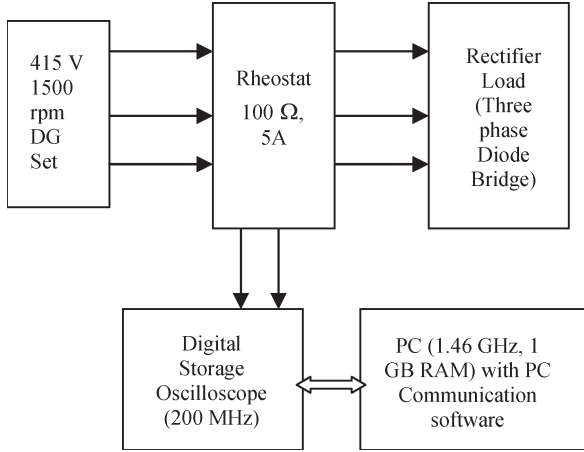 415 V
1500
rpm
DG
Set
Rheostat
100 Ω,
5A
Rectifier
Load
(Three
phase
Diode
Bridge)
Digital
Storage
Oscilloscope
(200 MHz)
PC (1.46 GHz, 1
GB RAM) with PC
Communication
software